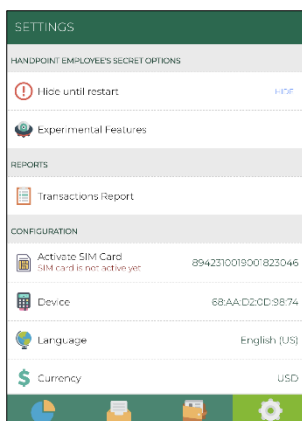 SETTINGS
HANDPOINT EMPLOYEE'S SECRET OPTIONS
Hide until restart HIDE
Experimental Features
REPORTS
Transactions Report
CONFIGURATION
Activate SIM Card 8942310019001823046
SIM card is not active yet
Device 68:AA:D2:0D:98:74
Language English (US)
Currency USD